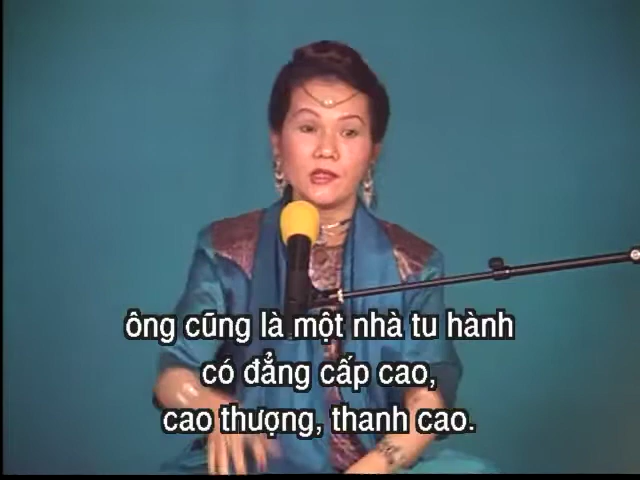 ông cũng là một nhà tu hành
có đẳng cấp cao,
cao thượng, thanh cao.